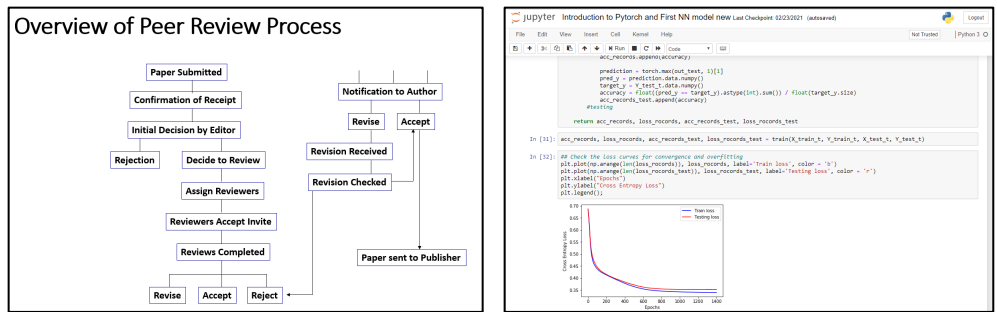 Overview of Peer Review Process
Paper Submitted
Confirmation of Receipt
Initial Decision by Editor
Rejection
Decide to Review
Assign Reviewers
Reviewers Accept Invite
Reviews Completed
Revise
Accept
Reject
Notification to Author
Revise
Accept
Revision Received
Revision Checked
Paper sent to Publisher
jupyter Introduction to Pytorch and First NN model new Last Checkpoint: 02/23/2021 (autosaved)
Logout
File Edit View Insert Cell Kernel Help
Not Trusted
Python 3
Run
Code
acc_records.append(accuracy)
prediction = torch.max(out_test, 1)[1]
pred_y = prediction.data.numpy()
target_y = Y_test_t.data.numpy()
accuracy = float((pred_y == target_y).astype(int).sum()) / float(target_y.size)
acc_records_test.append(accuracy)
#testing
return acc_records, loss_rocords, acc_records_test, loss_rocords_test
In [31]: acc_records, loss_rocords, acc_records_test, loss_rocords_test = train(X_train_t, Y_train_t, X_test_t, Y_test_t)
In [32]: ## Check the loss curves for convergence and overfitting
plt.plot(np.arange(len(loss_rocords)), loss_rocords, label='Train loss', color = 'b')
plt.plot(np.arange(len(loss_rocords_test)), loss_rocords_test, label='Testing loss', color = 'r')
plt.xlabel("Epochs")
plt.ylabel("Cross Entropy Loss")
plt.legend();
Train loss
Testing loss
0.70
0.65
0.60
0.55
0.50
0.45
0.40
0.35
Cross Entropy Loss
0 200 400 600 800 1000 1200 1400
Epochs